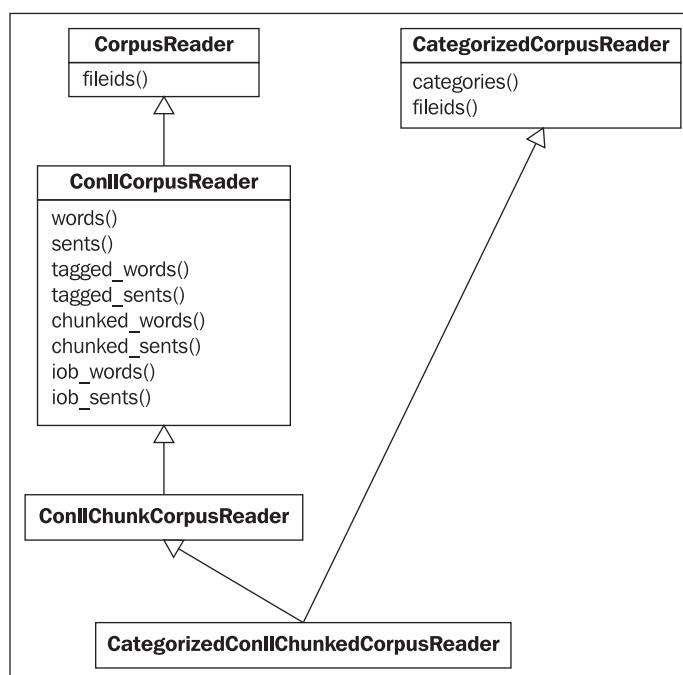 CorpusReader
fileids()
CategorizedCorpusReader
categories()
fileids()
ConllCorpusReader
words()
sents()
tagged_words()
tagged_sents()
chunked_words()
chunked_sents()
iob_words()
iob_sents()
ConllChunkCorpusReader
CategorizedConllChunkedCorpusReader